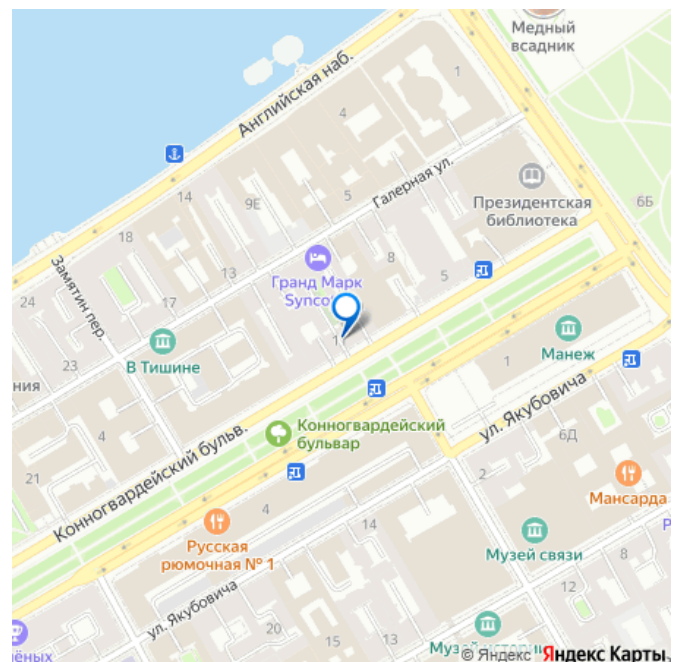 Медный
всадник
1
Английская наб.
4
Галерная ул.
Президентская
библиотека
6Б
14
9Е
5
18
Замятин пер.
13
8
5
Гранд Марк
24
17
В Тишине
23
Манеж
1
ния
4
Конногвардейский
бульвар
ул. Якубовича
6Д
21
Конногвардейский бульв.
2
Мансарда
4
14
Русская
рюмочная № 1
Музей связи
8
12
ул. Якубовича
20
15
13
ёных
© Яндекс Яндекс Карты